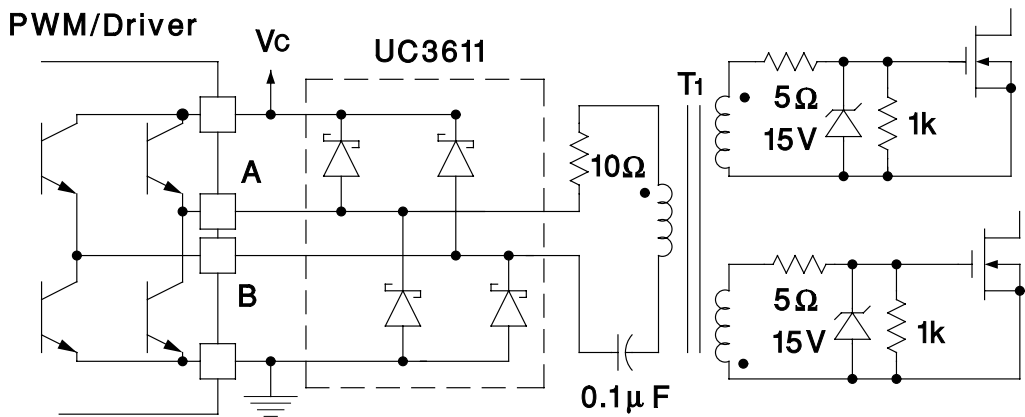 PWM/Driver
VC
UC3611
T1
A
B
10Ω
0.1μF
5Ω
15V
1k
5Ω
15V
1k